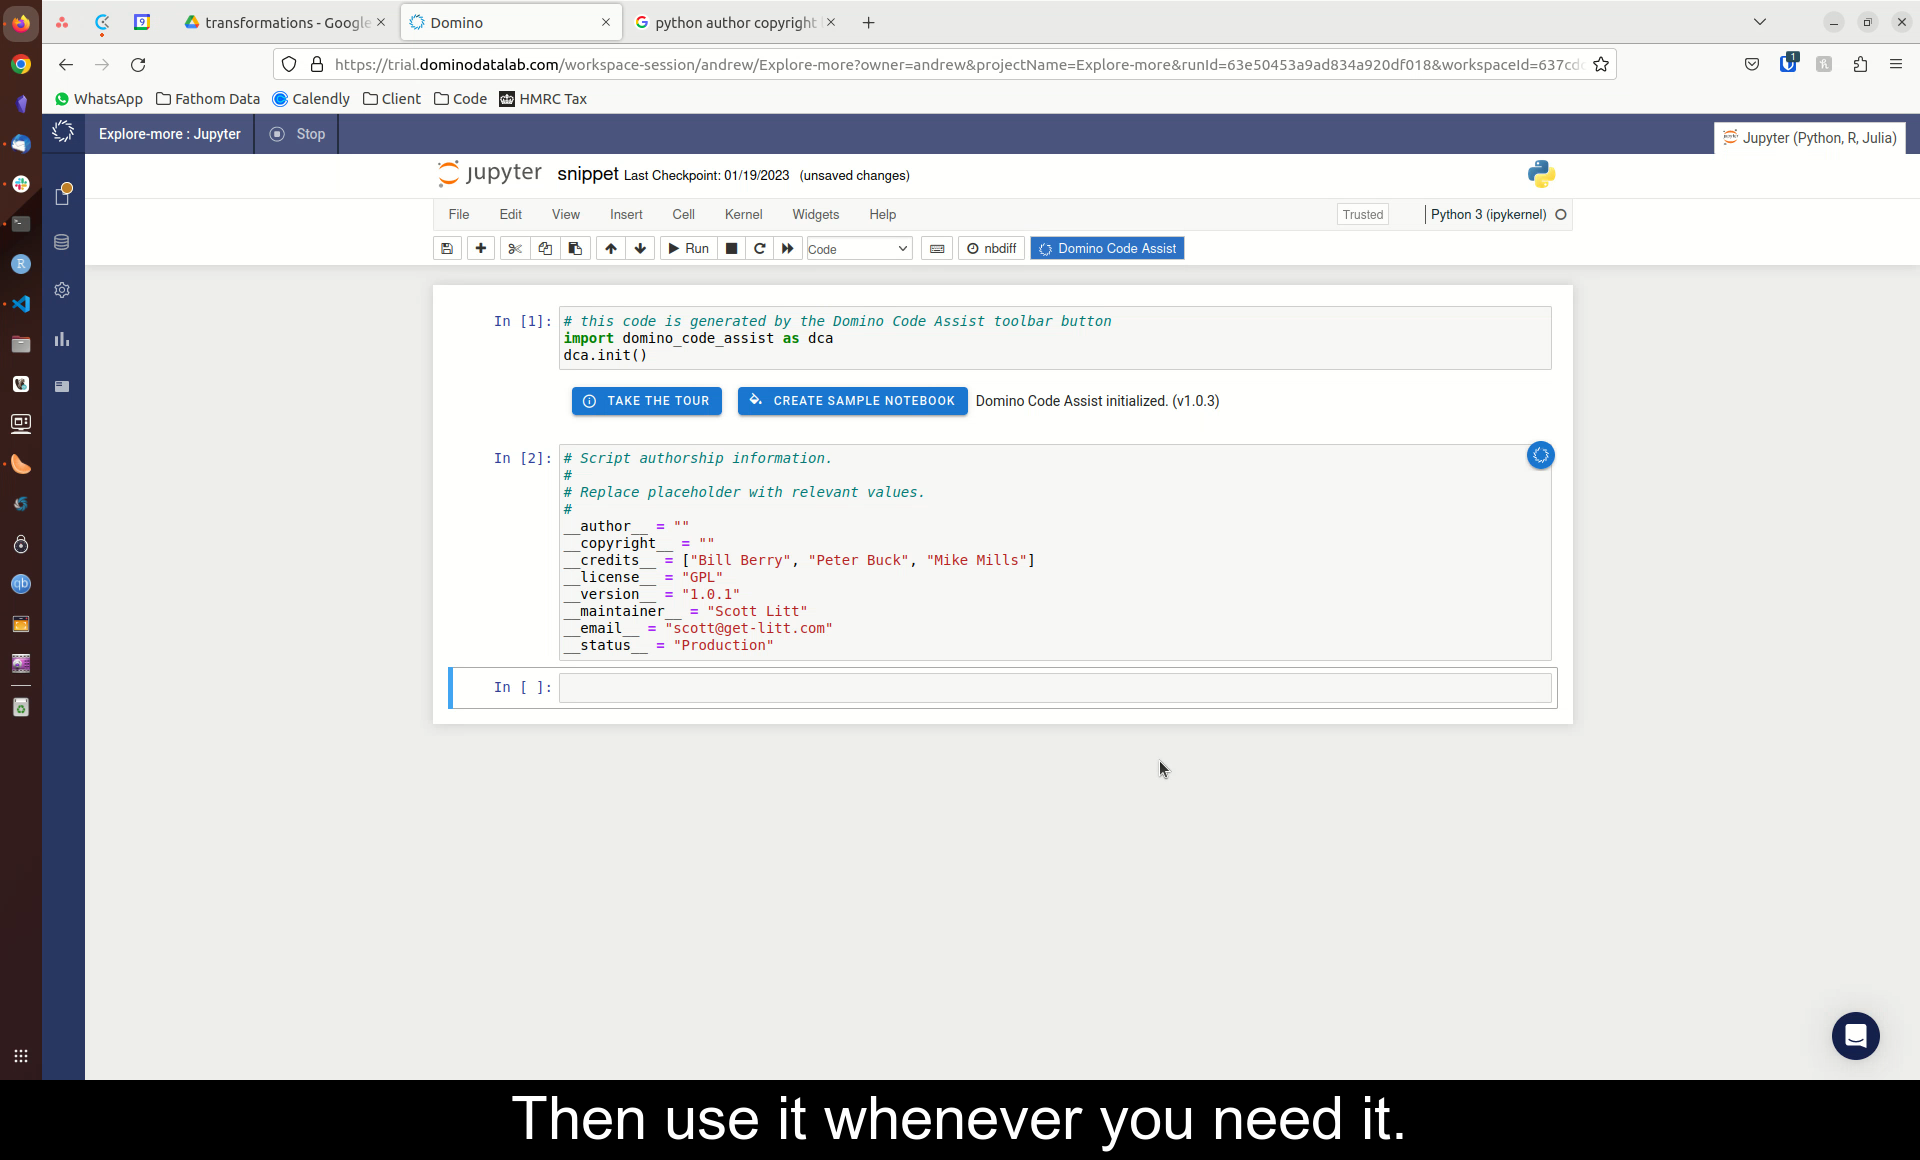 transformations - Google
Domino
python author copyright
https://trial.dominodatalab.com/workspace-session/andrew/Explore-more?owner=andrew&projectName=Explore-more&runId=63e50453a9ad834a920df018&workspaceId=637cd
WhatsApp Fathom Data Calendly Client Code HMRC Tax
Explore-more : Jupyter Stop Jupyter (Python, R, Julia)
jupyter snippet Last Checkpoint: 01/19/2023 (unsaved changes)
File Edit View Insert Cell Kernel Widgets Help Trusted Python 3 (ipykernel)
Run Code nbdiff Domino Code Assist
In [1]: # this code is generated by the Domino Code Assist toolbar button
import domino_code_assist as dca
dca.init()
TAKE THE TOUR CREATE SAMPLE NOTEBOOK Domino Code Assist initialized. (v1.0.3)
In [2]: # Script authorship information.
#
# Replace placeholder with relevant values.
#
__author__ = ""
__copyright__ = ""
__credits__ = ["Bill Berry", "Peter Buck", "Mike Mills"]
__license__ = "GPL"
__version__ = "1.0.1"
__maintainer__ = "Scott Litt"
__email__ = "scott@get-litt.com"
__status__ = "Production"
In [ ]:
Then use it whenever you need it.